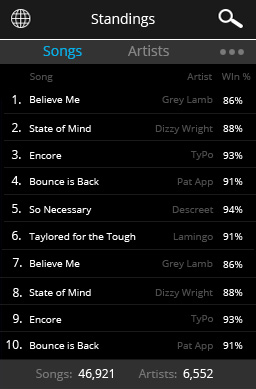 Standings
Songs Artists
Song Artist WIn %
1. Believe Me Grey Lamb 86%
2. State of Mind Dizzy Wright 88%
3. Encore TyPo 93%
4. Bounce is Back Pat App 91%
5. So Necessary Descreet 94%
6. Taylored for the Tough Lamingo 91%
7. Believe Me Grey Lamb 86%
8. State of Mind Dizzy Wright 88%
9. Encore TyPo 93%
10. Bounce is Back Pat App 91%
Songs: 46,921 Artists: 6,552